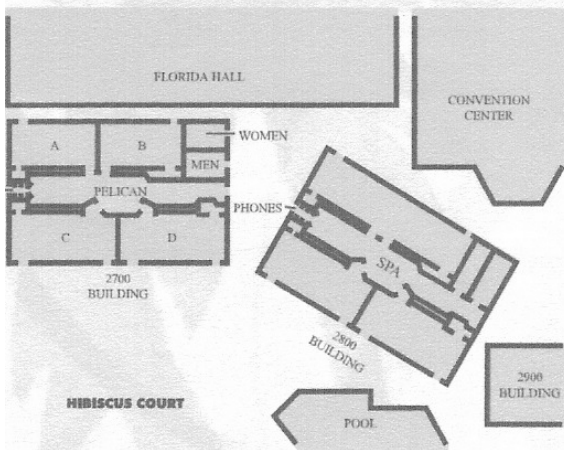 FLORIDA HALL
CONVENTION
CENTER
A
B
WOMEN
MEN
PELICAN
PHONES
C
D
SPA
2700
BUILDING
2800
BUILDING
2900
BUILDING
HIBISCUS COURT
POOL